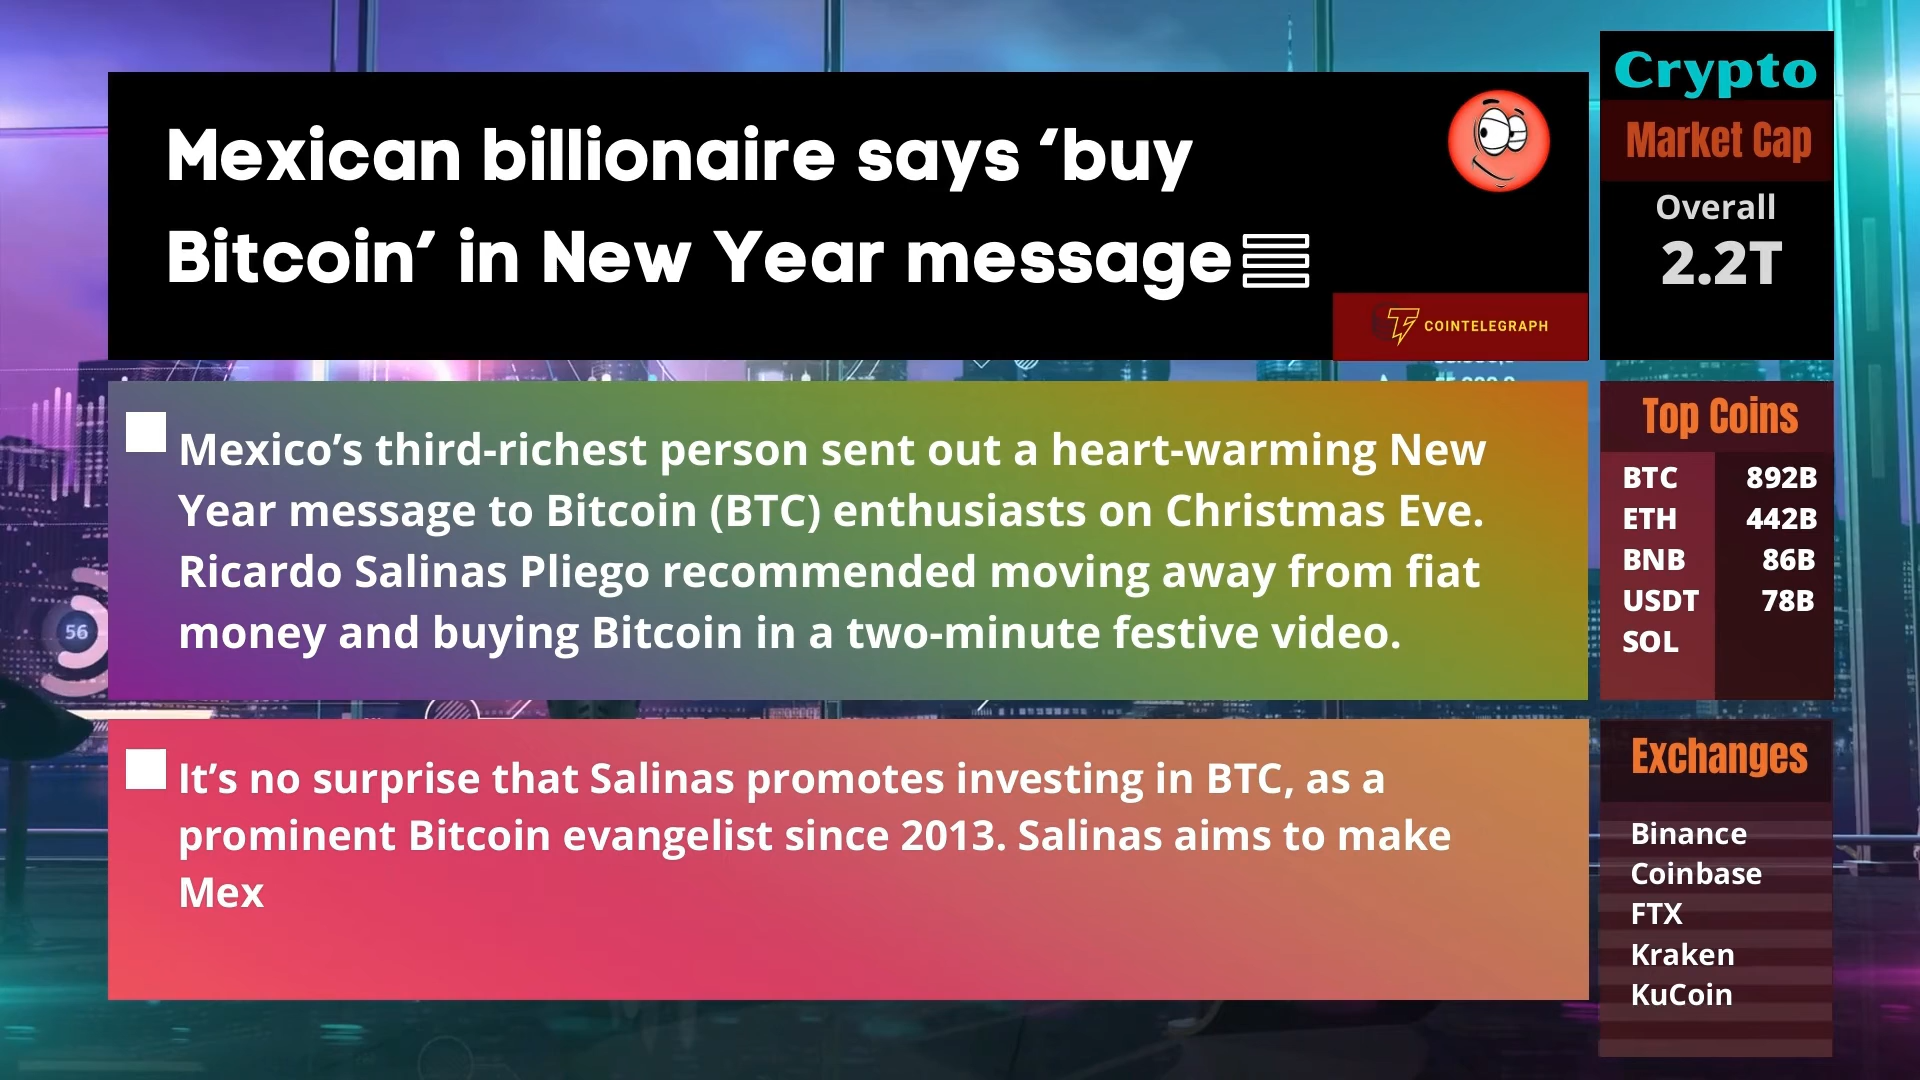 Mexican billionaire says ‘buy
Bitcoin’ in New Year message
COINTELEGRAPH
Mexico’s third-richest person sent out a heart-warming New
Year message to Bitcoin (BTC) enthusiasts on Christmas Eve.
Ricardo Salinas Pliego recommended moving away from fiat
money and buying Bitcoin in a two-minute festive video.
It’s no surprise that Salinas promotes investing in BTC, as a
prominent Bitcoin evangelist since 2013. Salinas aims to make
Mex
56
Crypto
Market Cap
Overall
2.2T
Top Coins
BTC 892B
ETH 442B
BNB 86B
USDT 78B
SOL
Exchanges
Binance
Coinbase
FTX
Kraken
KuCoin